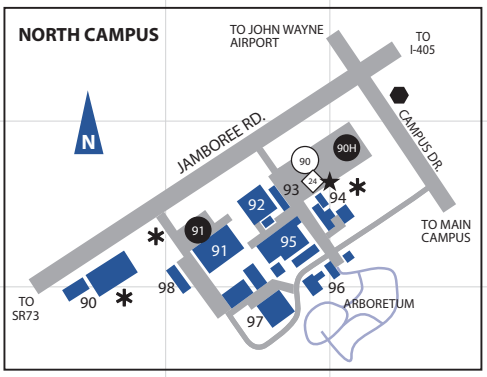 NORTH CAMPUS
TO JOHN WAYNE
AIRPORT
TO
I-405
N
JAMBOREE RD.
CAMPUS DR.
90H
90
24
93
94
92
91
91
95
TO MAIN
CAMPUS
98
90
96
ARBORETUM
TO
SR73
97